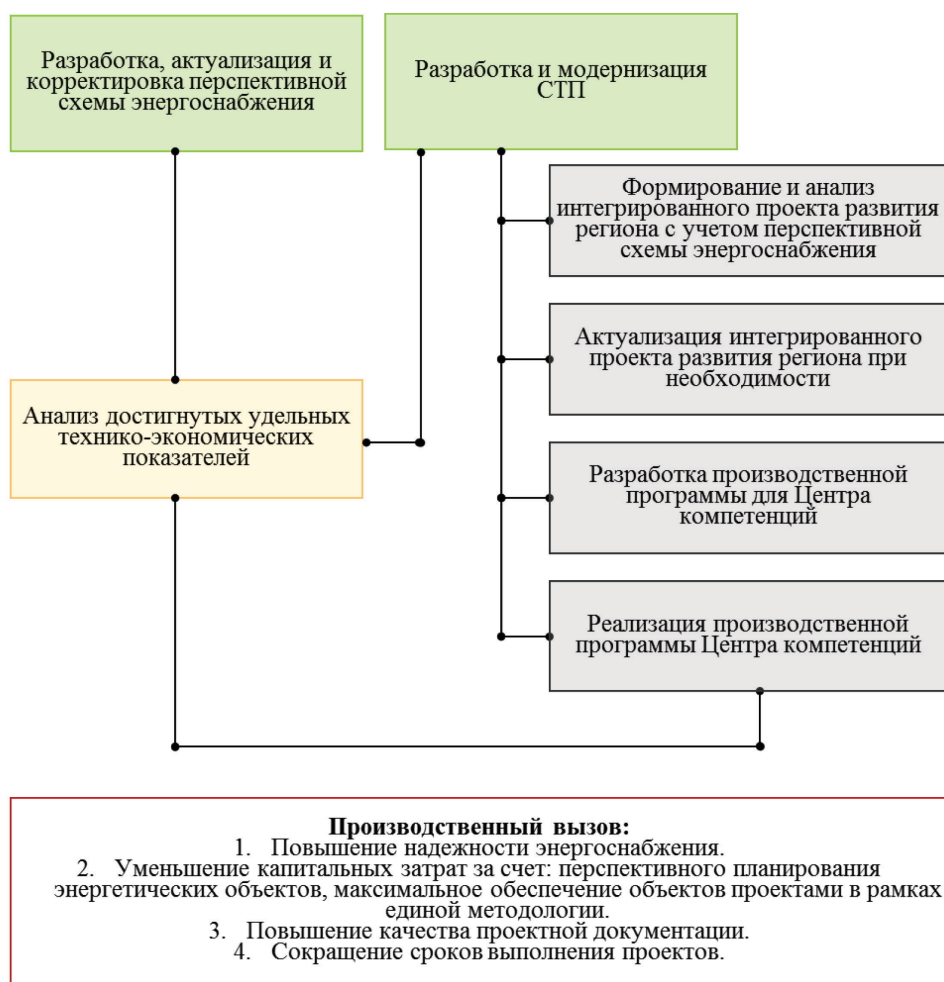 Разработка, актуализация и
корректировка перспективной
схемы энергоснабжения
Разработка и модернизация
СТП
Формирование и анализ
интегрированного проекта развития
региона с учетом перспективной
схемы энергоснабжения
Актуализация интегрированного
проекта развития региона при
необходимости
Анализ достигнутых удельных
технико-экономических
показателей
Разработка производственной
программы для Центра
компетенций
Реализация производственной
программы Центра компетенций
Производственный вызов:
1. Повышение надежности энергоснабжения.
2. Уменьшение капитальных затрат за счет: перспективного планирования
энергетических объектов, максимальное обеспечение объектов проектами в рамках
единой методологии.
3. Повышение качества проектной документации.
4. Сокращение сроков выполнения проектов.